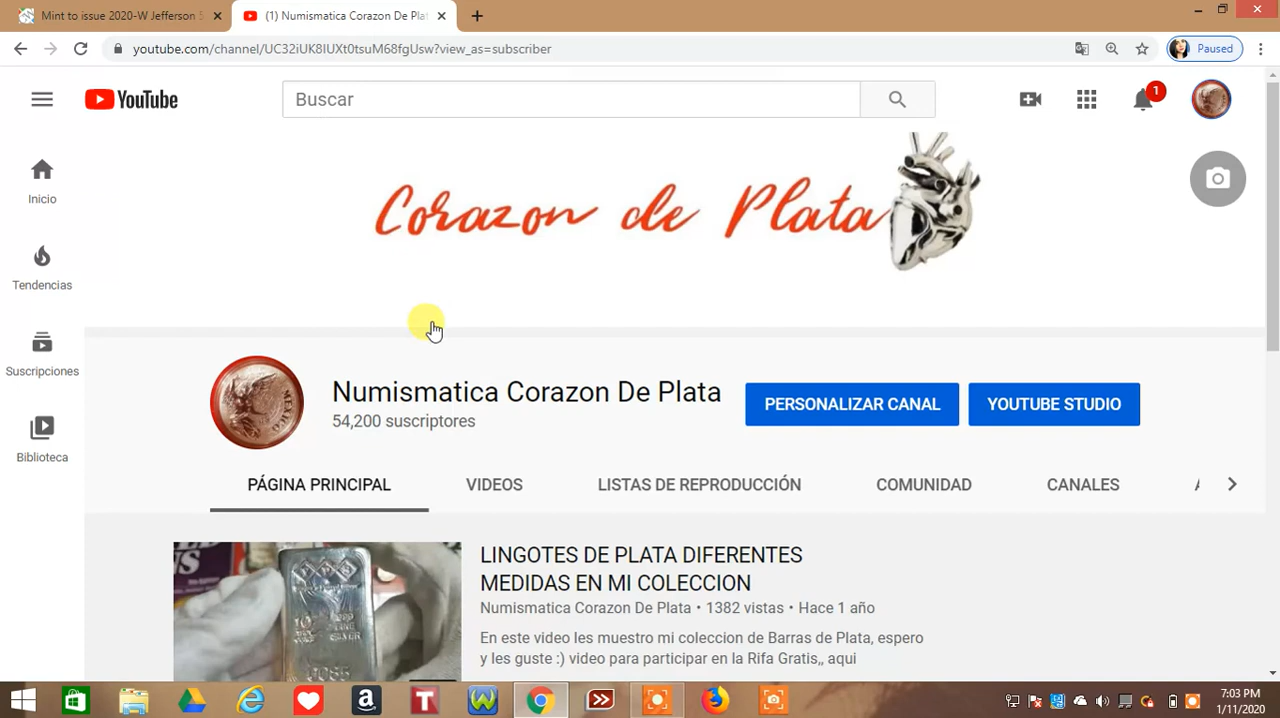 Mint to issue 2020-W Jefferson 5
(1) Numismatica Corazon De Plat
youtube.com/channel/UC32iUK8IUXt0tsuM68fgUsw?view_as=subscriber
Paused
YouTube
Buscar
1
Corazon de Plata
Inicio
Tendencias
Suscripciones
Biblioteca
Numismatica Corazon De Plata
54,200 suscriptores
PERSONALIZAR CANAL
YOUTUBE STUDIO
MÉXICO
PÁGINA PRINCIPAL
VIDEOS
LISTAS DE REPRODUCCIÓN
COMUNIDAD
CANALES
LINGOTES DE PLATA DIFERENTES
MEDIDAS EN MI COLECCION
Numismatica Corazon De Plata • 1382 vistas • Hace 1 año
En este video les muestro mi coleccion de Barras de Plata, espero
y les guste :) video para participar en la Rifa Gratis,, aqui
7:03 PM
1/11/2020